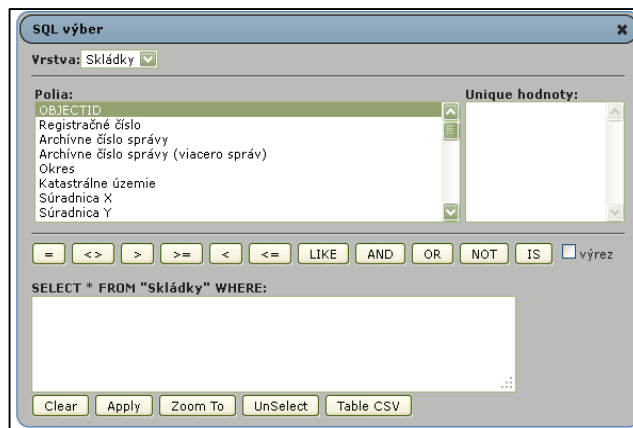 SQL výber
Vrstva: Skládky
Polia:
Unique hodnoty:
OBJECTID
Registračné číslo
Archívne číslo správy
Archívne číslo správy (viacero správ)
Okres
Katastrálne územie
Súradnica X
Súradnica Y
= <> > >= < <= LIKE AND OR NOT IS výrez
SELECT * FROM "Skládky" WHERE:
Clear Apply Zoom To UnSelect Table CSV